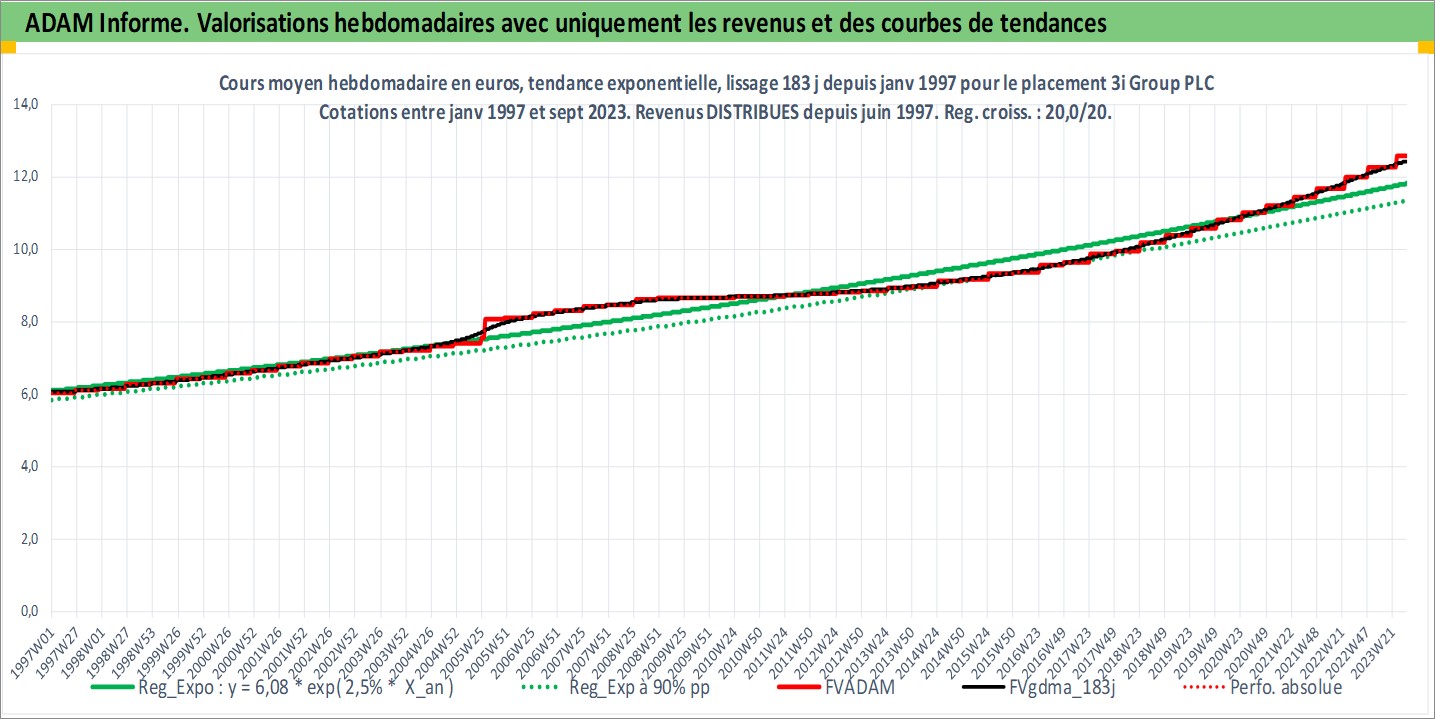 ADAM Informe. Valorisations hebdomadaires avec uniquement les revenus et des courbes de tendances
Cours moyen hebdomadaire en euros, tendance exponentielle, lissage 183 j depuis janv 1997 pour le placement 3i Group PLC
Cotations entre janv 1997 et sept 2023. Revenus DISTRIBUES depuis juin 1997. Reg. croiss. : 20,0/20.
14,0
12,0
10,0
8,0
6,0
4,0
2,0
0,0
1997W01
1997W27
1998W01
1998W27
1998W53
1999W26
1999W52
2000W26
2000W52
2001W26
2001W52
2002W26
2002W52
2003W26
2003W52
2004W26
2004W52
2005W25
2005W51
2006W25
2006W51
2007W25
2007W51
2008W25
2008W51
2009W25
2009W51
2010W24
2010W50
2011W24
2011W50
2012W24
2012W50
2013W24
2013W50
2014W24
2014W50
2015W24
2015W50
2016W23
2016W49
2017W23
2017W49
2018W23
2018W49
2019W23
2019W49
2020W23
2020W49
2021W22
2021W48
2022W21
2022W47
2023W21
Reg_Expo : y = 6,08 * exp( 2,5% * X_an )
Reg_Exp à 90% pp
FVADAM
FVgdma_183j
Perfo. absolue